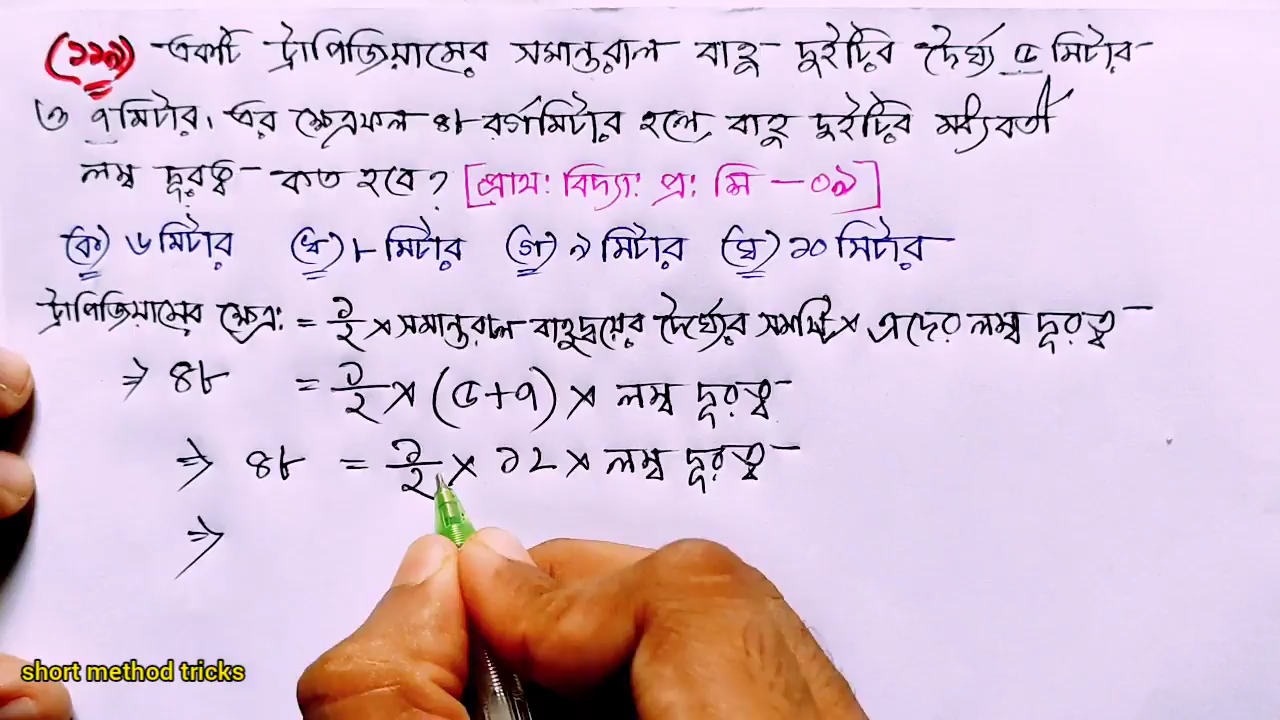 (১১৯) একটি ট্রাপিজিয়ামের সমান্তরাল বাহু দুইটির দৈর্ঘ্য ৫ মিটার
ও ৭ মিটার। এর ক্ষেত্রফল ৪৮ বর্গমিটার হলে, বাহু দুইটির মধ্যবর্তী
লম্ব দূরত্ব কত হবে? [প্রাথ: বিদ্যা: প্র: শি - ০৯]
(ক) ৬ মিটার (খ) ৮ মিটার (গ) ৯ মিটার (ঘ) ১০ মিটার
ট্রাপিজিয়ামের ক্ষেত্র: = ১/২ × সমান্তরাল বাহুদ্বয়ের দৈর্ঘ্যের সমষ্টি × এদের লম্ব দূরত্ব
⇒ ৪৮ = ১/২ × (৫+৭) × লম্ব দূরত্ব
⇒ ৪৮ = ১/২ × ১২ × লম্ব দূরত্ব
⇒
short method tricks